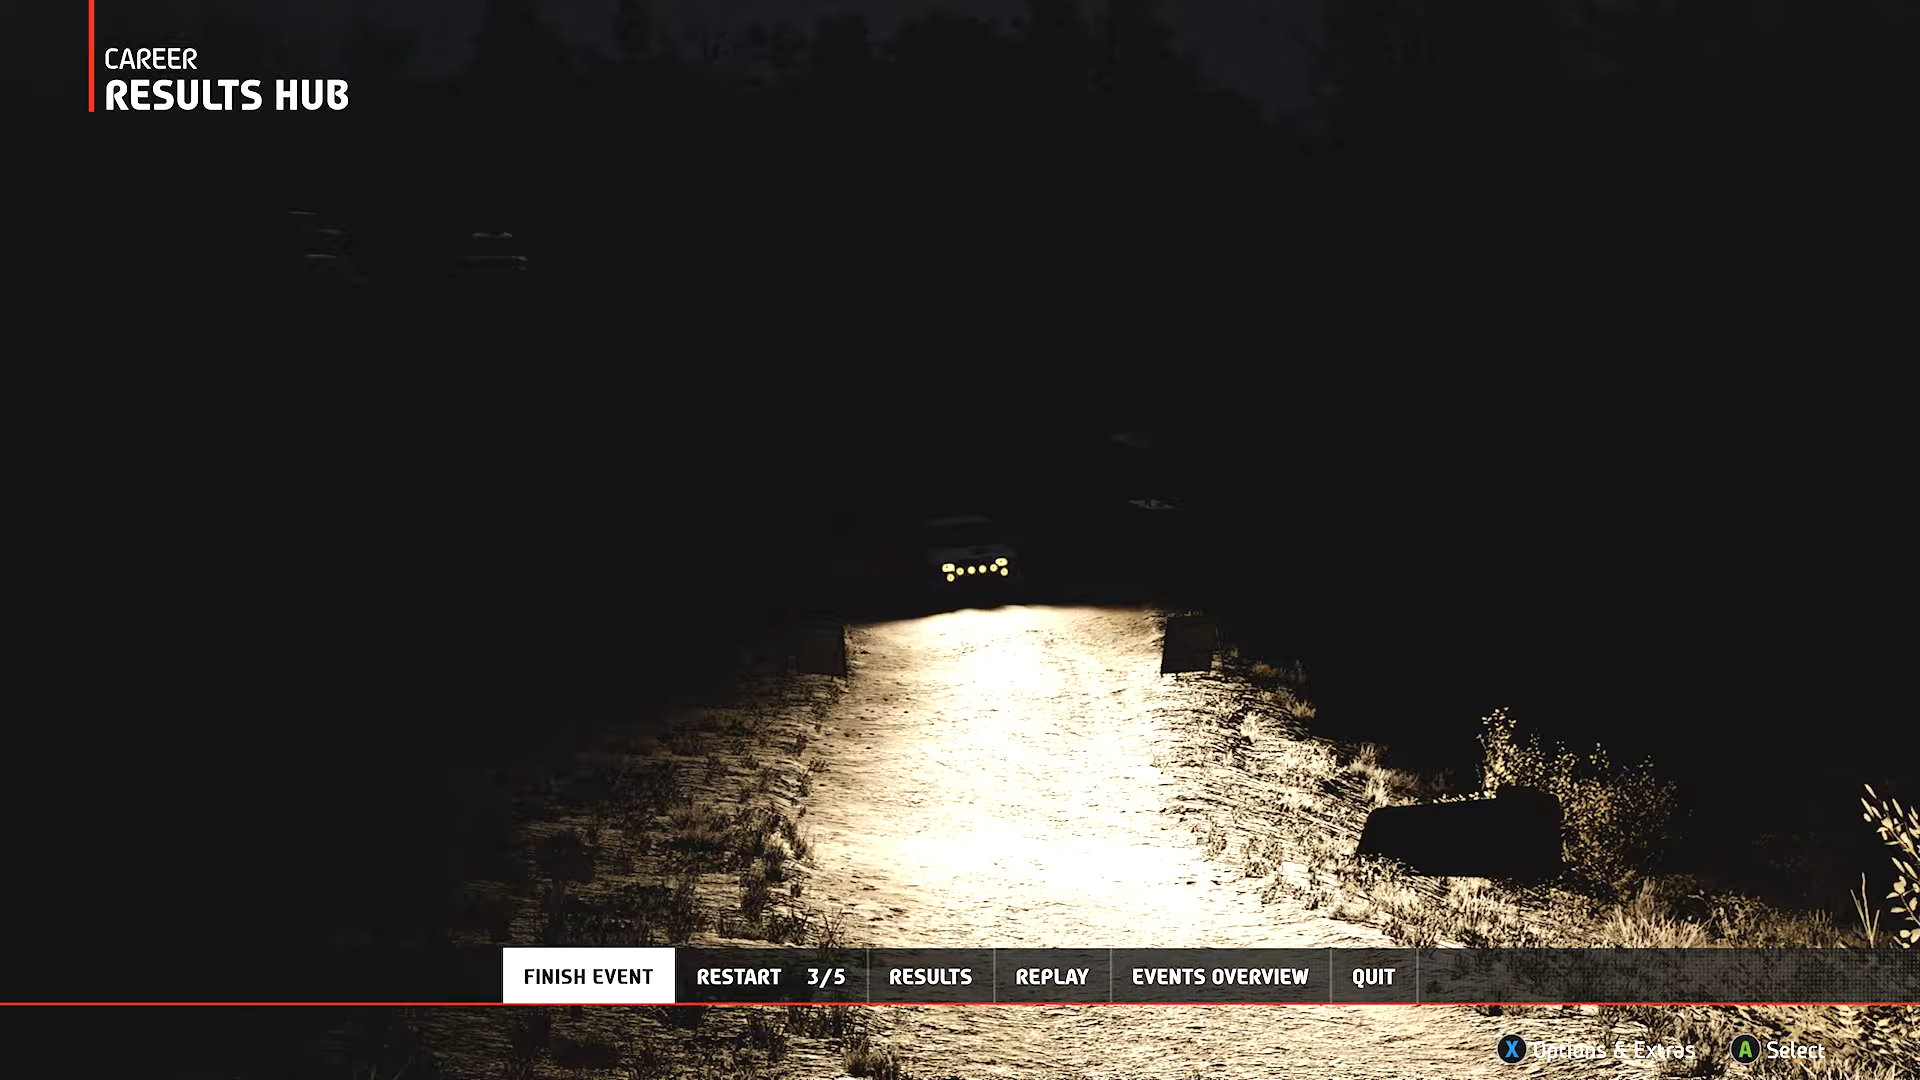 CAREER
RESULTS HUB
FINISH EVENT RESTART 3/5 RESULTS REPLAY EVENTS OVERVIEW QUIT
X Options & Extras A Select